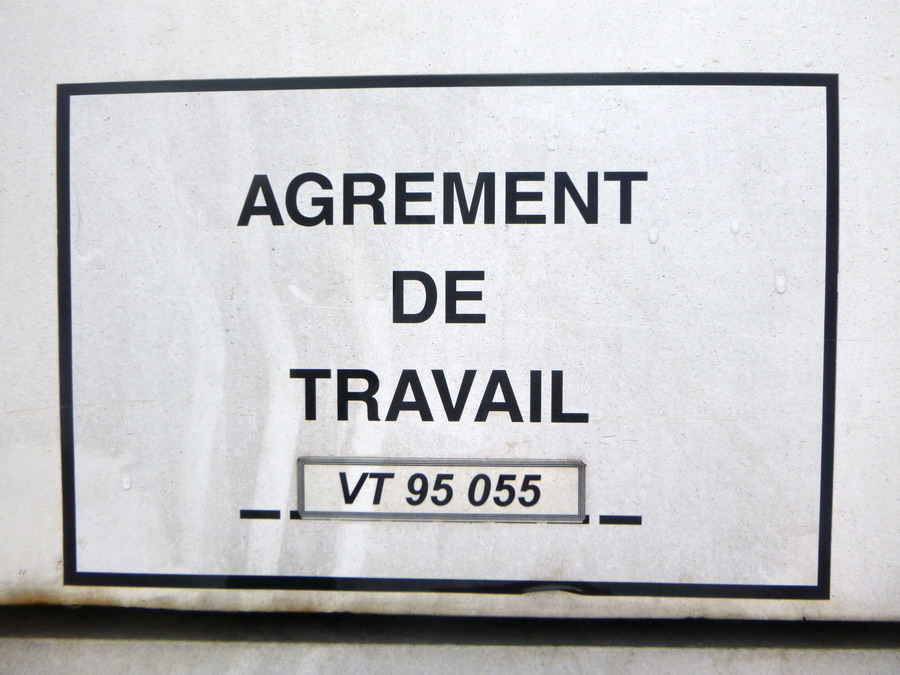 AGREMENT
DE
TRAVAIL
VT 95 055